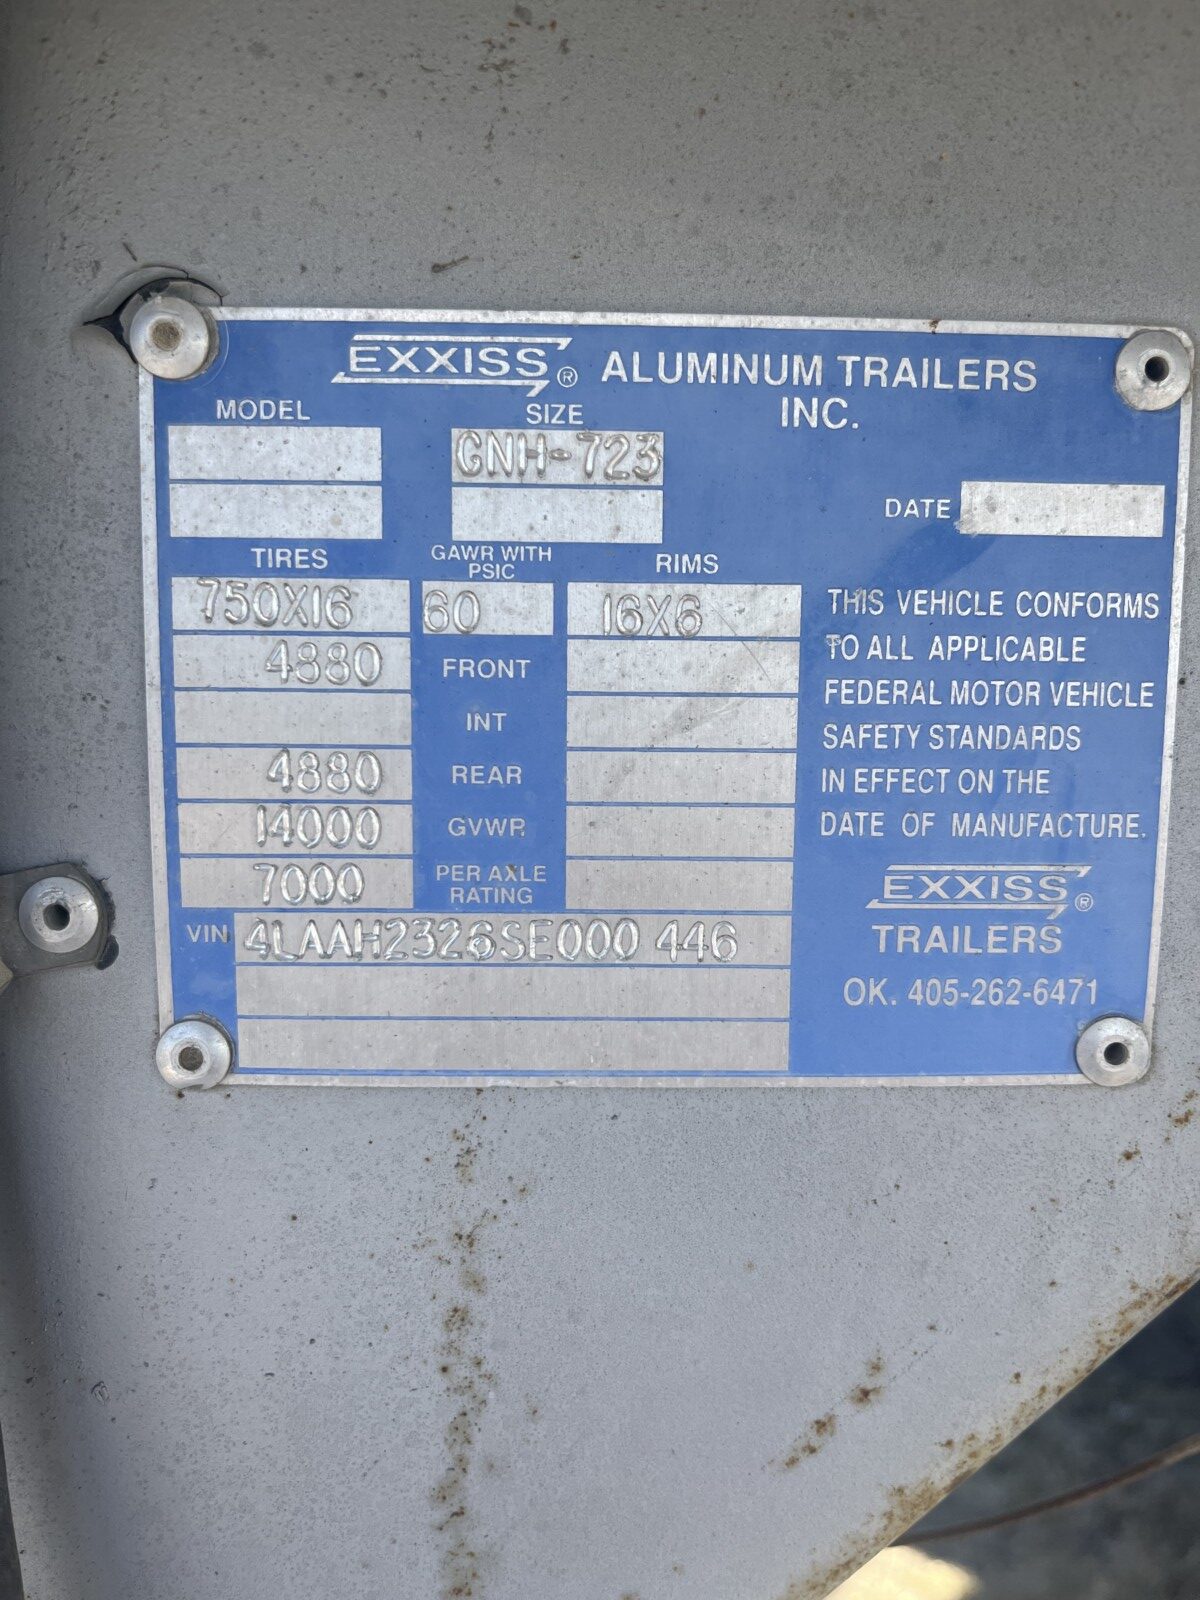 EXXISS® ALUMINUM TRAILERS
INC.
MODEL
SIZE
GNH-723
DATE
TIRES
GAWR WITH
PSIC
RIMS
750X16
60
16X6
4880
FRONT
INT
4880
REAR
14000
GVWR
7000
PER AXLE
RATING
VIN 4LAAH2326SE000 446
THIS VEHICLE CONFORMS
TO ALL APPLICABLE
FEDERAL MOTOR VEHICLE
SAFETY STANDARDS
IN EFFECT ON THE
DATE OF MANUFACTURE.
EXXISS®
TRAILERS
OK. 405-262-6471